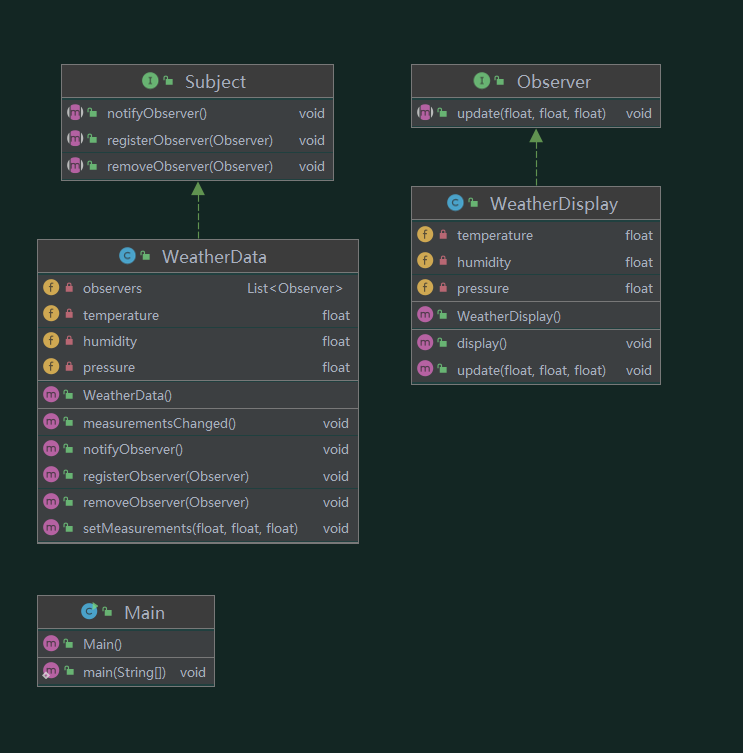 Subject
notifyObserver() void
registerObserver(Observer) void
removeObserver(Observer) void
Observer
update(float, float, float) void
WeatherData
observers List<Observer>
temperature float
humidity float
pressure float
WeatherData()
measurementsChanged() void
notifyObserver() void
registerObserver(Observer) void
removeObserver(Observer) void
setMeasurements(float, float, float) void
WeatherDisplay
temperature float
humidity float
pressure float
WeatherDisplay()
display() void
update(float, float, float) void
Main
Main()
main(String[]) void